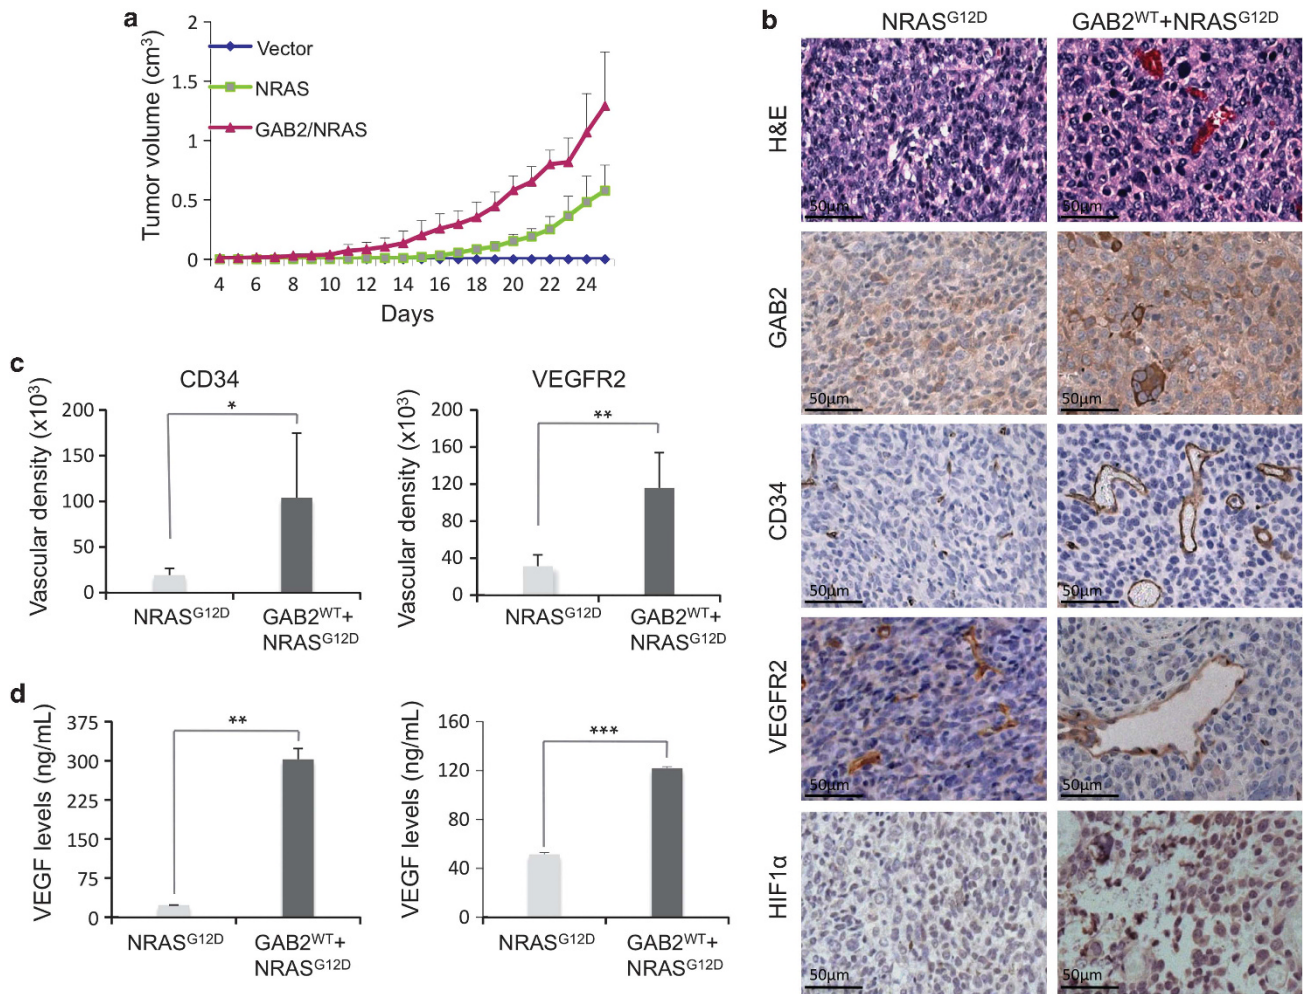 a
Tumor volume (cm³)
2
1.5
1
0.5
0
Vector
NRAS
GAB2/NRAS
4 6 8 10 12 14 16 18 20 22 24
Days
b
NRASᴳ¹²ᴰ
GAB2ᵂᵀ+NRASᴳ¹²ᴰ
H&E
50µm
50µm
GAB2
50µm
50µm
CD34
50µm
50µm
VEGFR2
50µm
50µm
HIF1α
50µm
50µm
c
CD34
Vascular density (x10³)
200
150
100
50
0
*
NRASᴳ¹²ᴰ
GAB2ᵂᵀ+
NRASᴳ¹²ᴰ
VEGFR2
Vascular density (x10³)
200
160
120
80
40
0
**
NRASᴳ¹²ᴰ
GAB2ᵂᵀ+
NRASᴳ¹²ᴰ
d
VEGF levels (ng/mL)
375
300
225
150
75
0
**
NRASᴳ¹²ᴰ
GAB2ᵂᵀ+
NRASᴳ¹²ᴰ
VEGF levels (ng/mL)
160
120
80
40
0
***
NRASᴳ¹²ᴰ
GAB2ᵂᵀ+
NRASᴳ¹²ᴰ